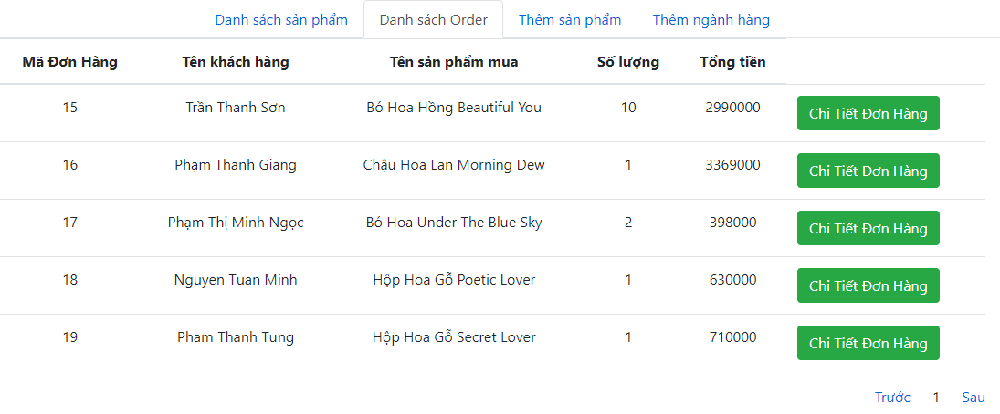 Danh sách sản phẩm Danh sách Order Thêm sản phẩm Thêm ngành hàng
Mã Đơn Hàng Tên khách hàng Tên sản phẩm mua Số lượng Tổng tiền
15 Trần Thanh Sơn Bó Hoa Hồng Beautiful You 10 2990000 Chi Tiết Đơn Hàng
16 Phạm Thanh Giang Chậu Hoa Lan Morning Dew 1 3369000 Chi Tiết Đơn Hàng
17 Phạm Thị Minh Ngọc Bó Hoa Under The Blue Sky 2 398000 Chi Tiết Đơn Hàng
18 Nguyen Tuan Minh Hộp Hoa Gỗ Poetic Lover 1 630000 Chi Tiết Đơn Hàng
19 Pham Thanh Tung Hộp Hoa Gỗ Secret Lover 1 710000 Chi Tiết Đơn Hàng
Trước 1 Sau